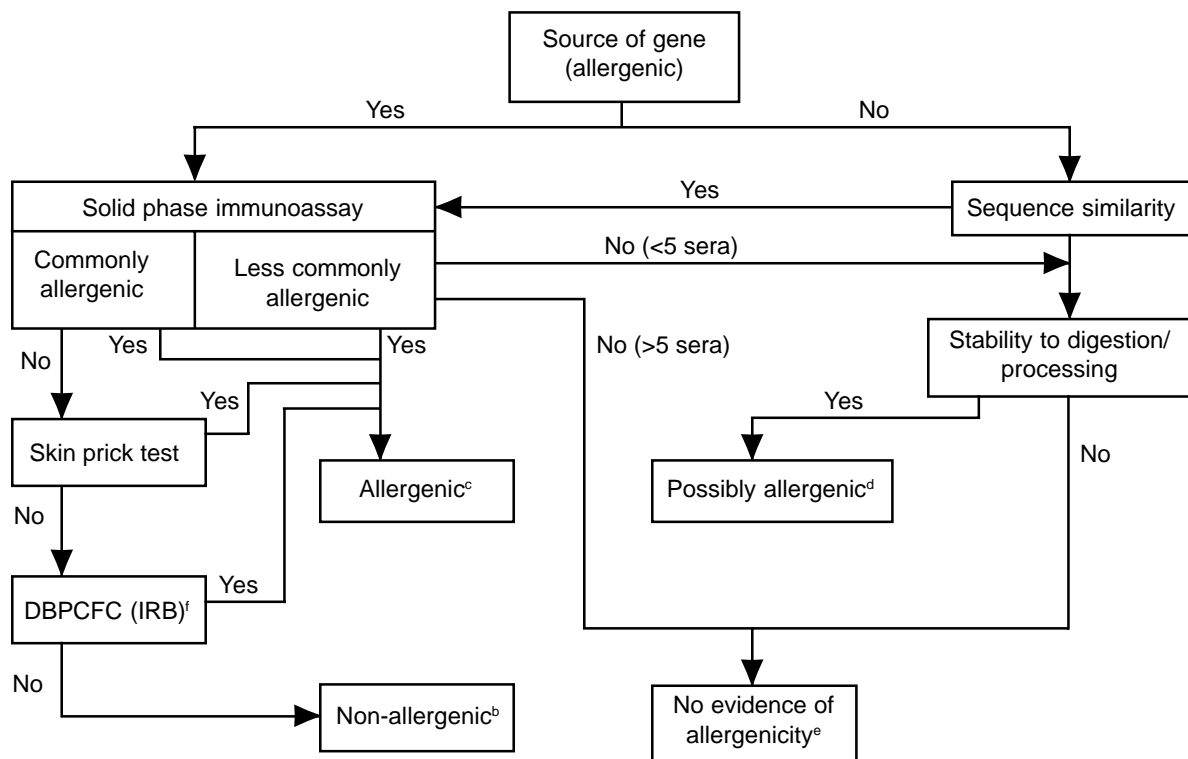 Source of gene
(allergenic)
Yes
No
Solid phase immunoassay
Yes
Sequence similarity
Commonly
allergenic
Less commonly
allergenic
No (<5 sera)
No
Yes
Yes
No (>5 sera)
Stability to digestion/
processing
Yes
Yes
No
Skin prick test
Allergenicᶜ
Possibly allergenicᵈ
No
Yes
DBPCFC (IRB)ᶠ
No
Non-allergenicᵇ
No evidence of
allergenicityᵉ